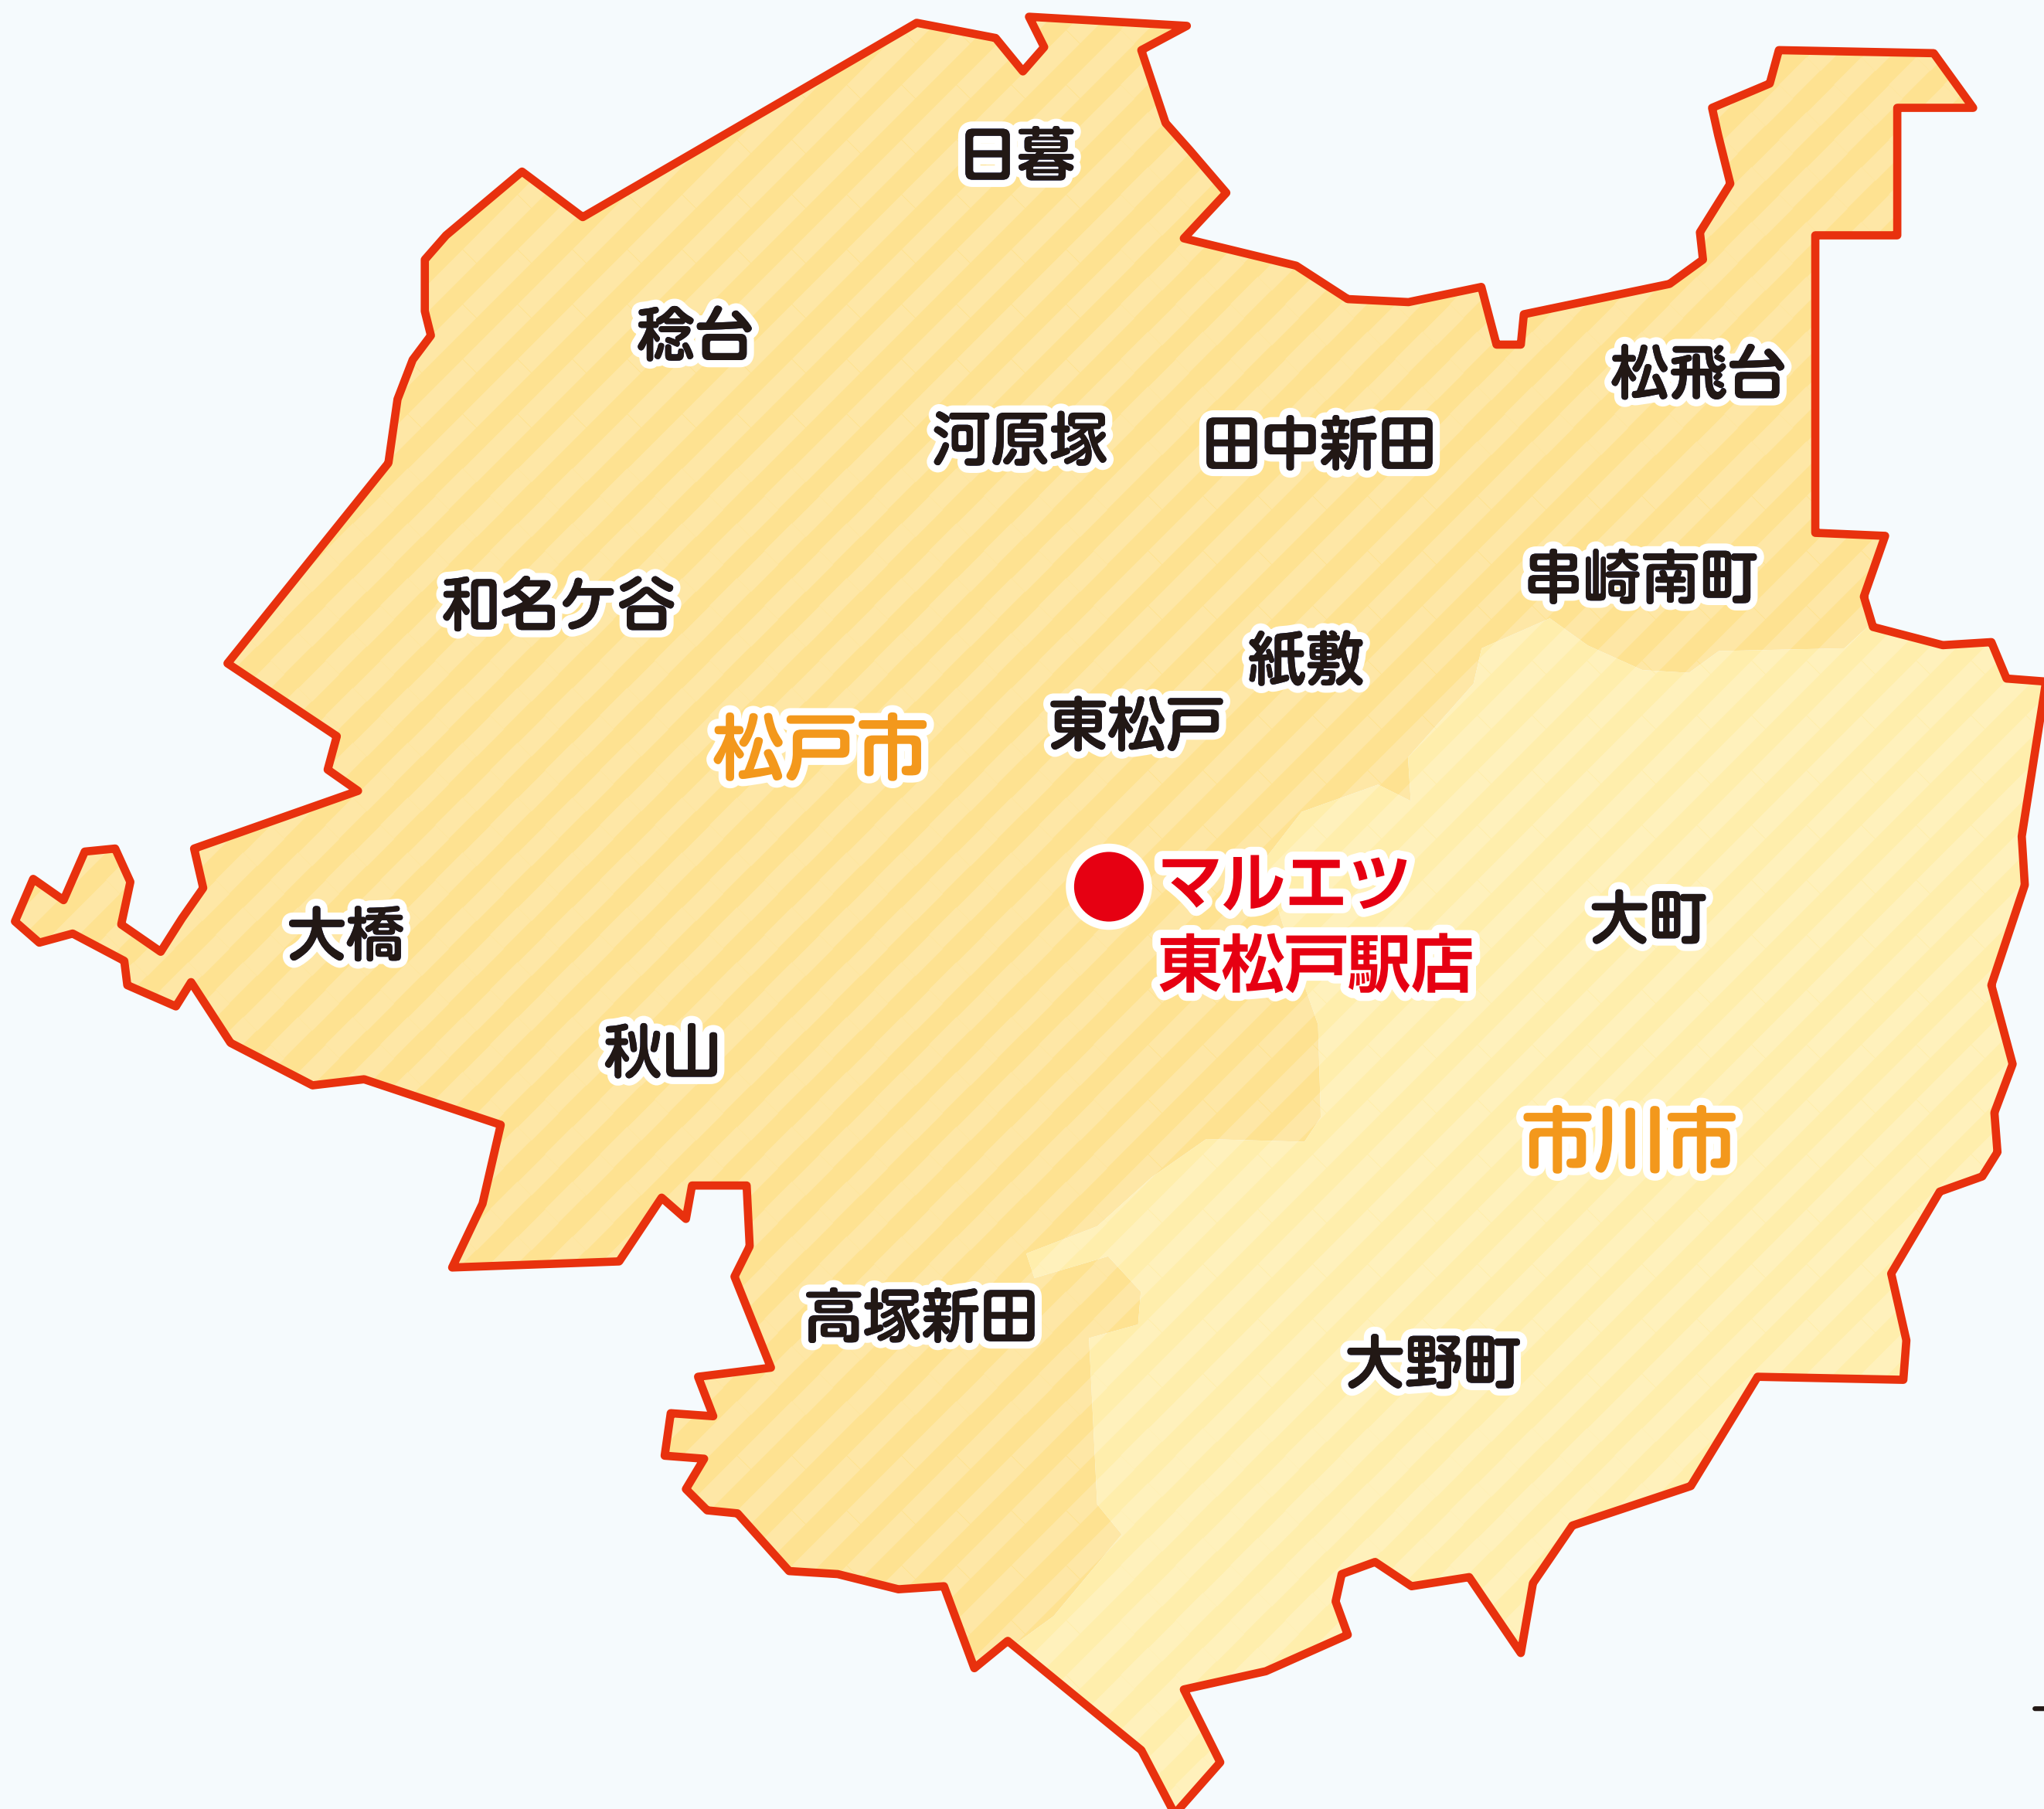 日暮
稔台
松飛台
河原塚
田中新田
串崎南町
和名ケ谷
紙敷
東松戸
松戸市
マルエツ
東松戸駅店
大町
大橋
秋山
市川市
高塚新田
大野町